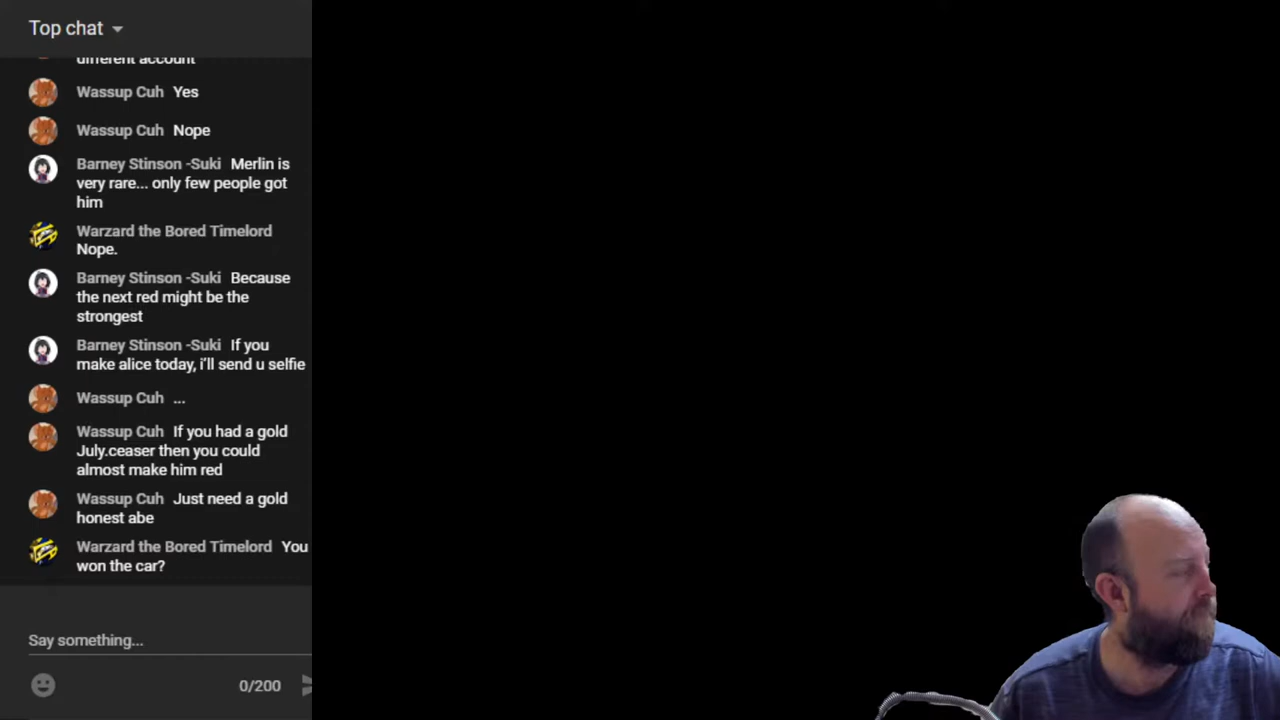 Top chat
different account
Wassup Cuh Yes
Wassup Cuh Nope
Barney Stinson -Suki Merlin is
very rare... only few people got
him
Warzard the Bored Timelord
Nope.
Barney Stinson -Suki Because
the next red might be the
strongest
Barney Stinson -Suki If you
make alice today, i'll send u selfie
Wassup Cuh ...
Wassup Cuh If you had a gold
July.ceaser then you could
almost make him red
Wassup Cuh Just need a gold
honest abe
Warzard the Bored Timelord You
won the car?
Say something...
0/200